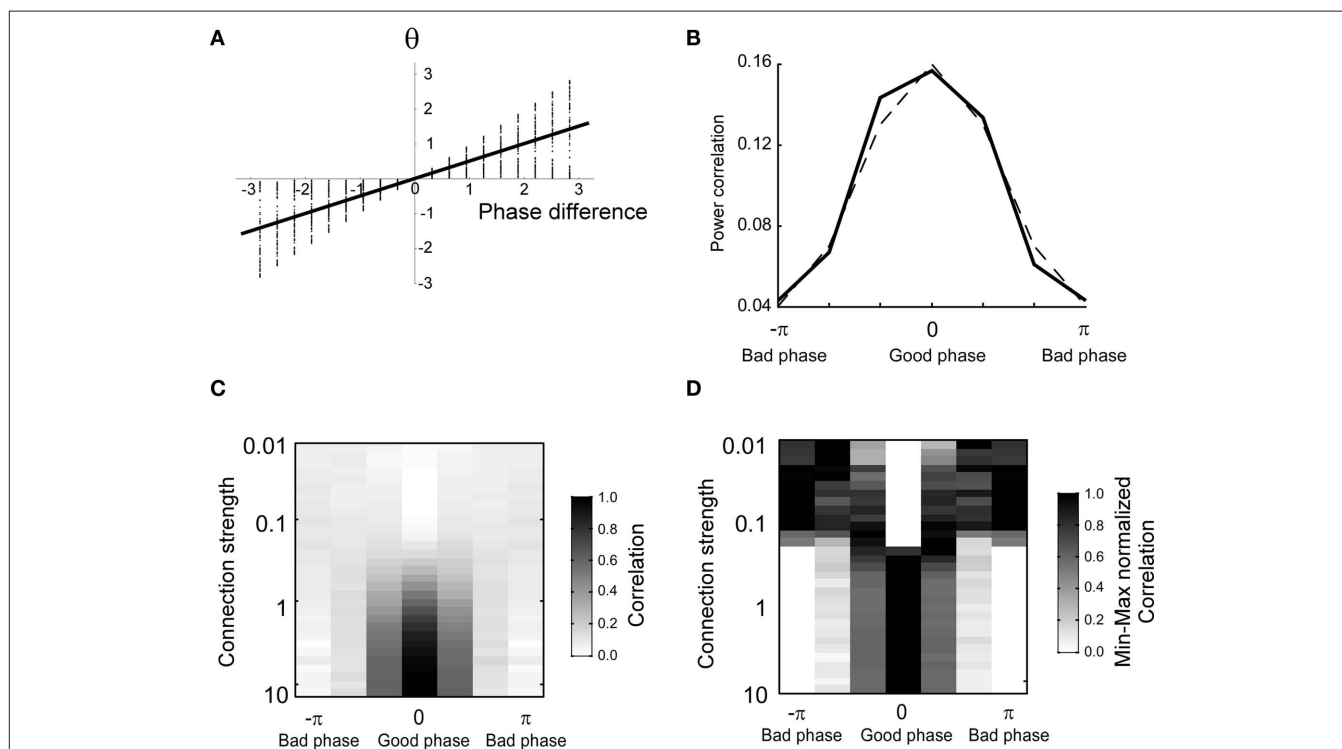 A
θ
3
2
1
-3 -2 -1 0 1 2 3
Phase difference
-1
-2
-3
B
0.16
0.12
0.08
0.04
Power correlation
-π 0 π
Bad phase Good phase Bad phase
C
0.01
0.1
1
10
Connection strength
-π 0 π
Bad phase Good phase Bad phase
1.0
0.8
0.6
0.4
0.2
0.0
Correlation
D
0.01
0.1
1
10
Connection strength
-π 0 π
Bad phase Good phase Bad phase
1.0
0.8
0.6
0.4
0.2
0.0
Min-Max normalized
Correlation